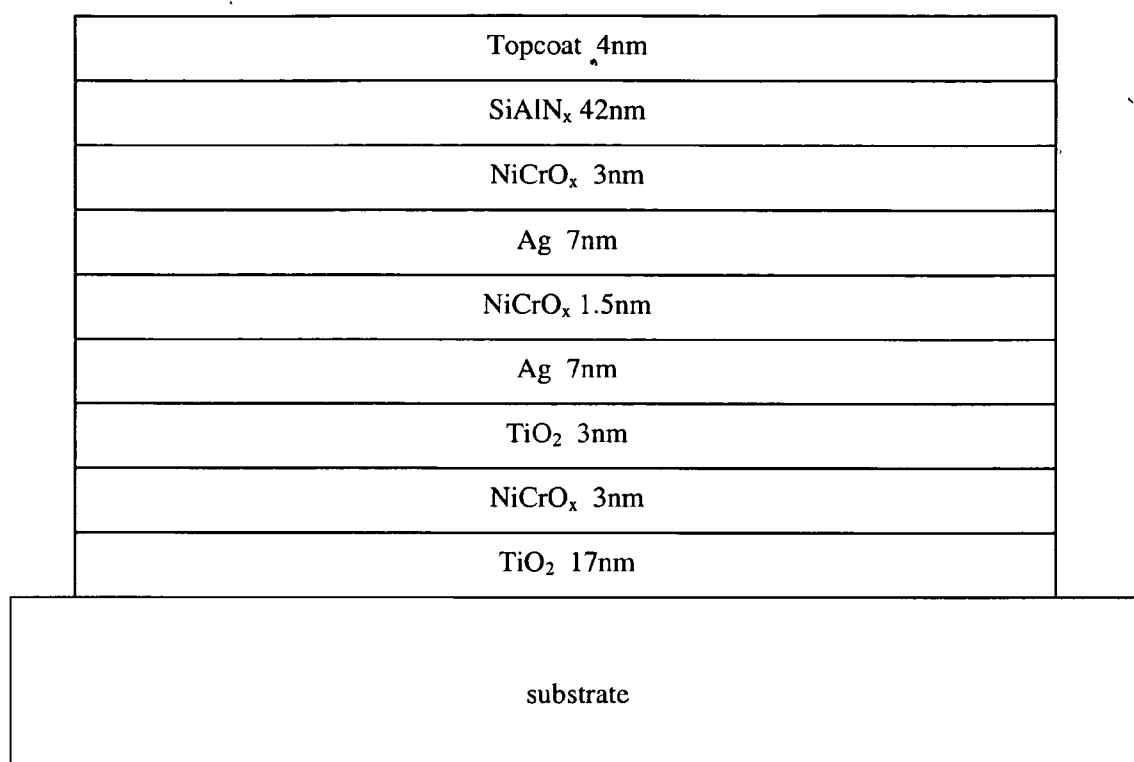 Topcoat 4nm
SiAlNₓ 42nm
NiCrOₓ 3nm
Ag 7nm
NiCrOₓ 1.5nm
Ag 7nm
TiO₂ 3nm
NiCrOₓ 3nm
TiO₂ 17nm
substrate